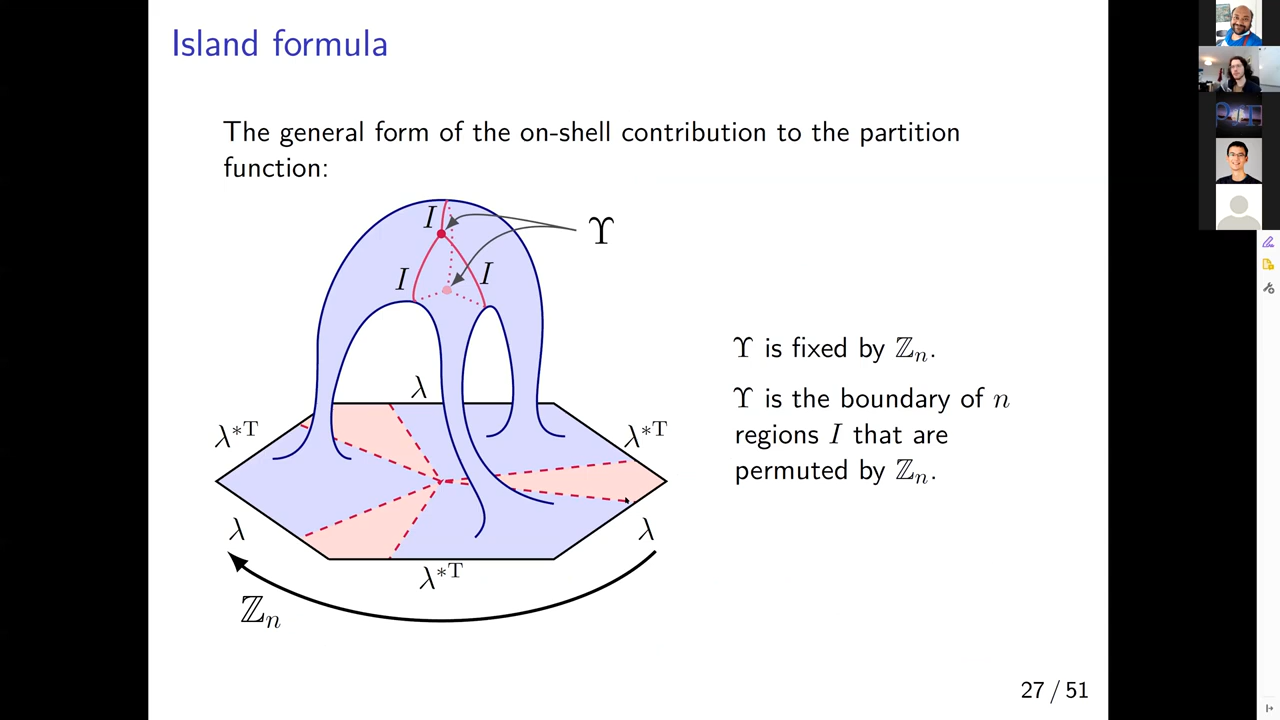 Island formula
The general form of the on-shell contribution to the partition
function:
I
I
I
ϒ
ϒ is fixed by ℤₙ.
λ
ϒ is the boundary of n
λ*ᵀ
λ*ᵀ
regions I that are
permuted by ℤₙ.
λ
λ
λ*ᵀ
ℤₙ
27 / 51